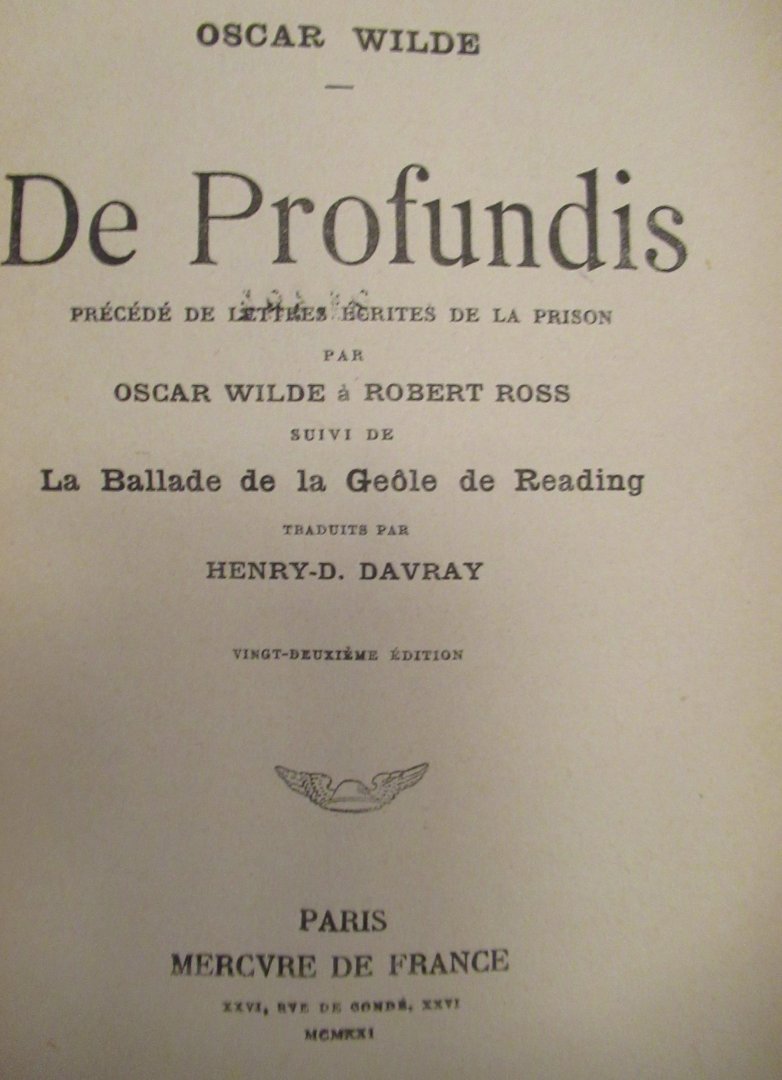 OSCAR WILDE
De Profundis
PRÉCÉDÉ DE LETTRES ÉCRITES DE LA PRISON
PAR
OSCAR WILDE à ROBERT ROSS
SUIVI DE
La Ballade de la Geôle de Reading
TRADUITS PAR
HENRY-D. DAVRAY
VINGT-DEUXIÈME ÉDITION
PARIS
MERCVRE DE FRANCE
XXVI, RVE DE CONDÉ, XXVI
MCMXXI